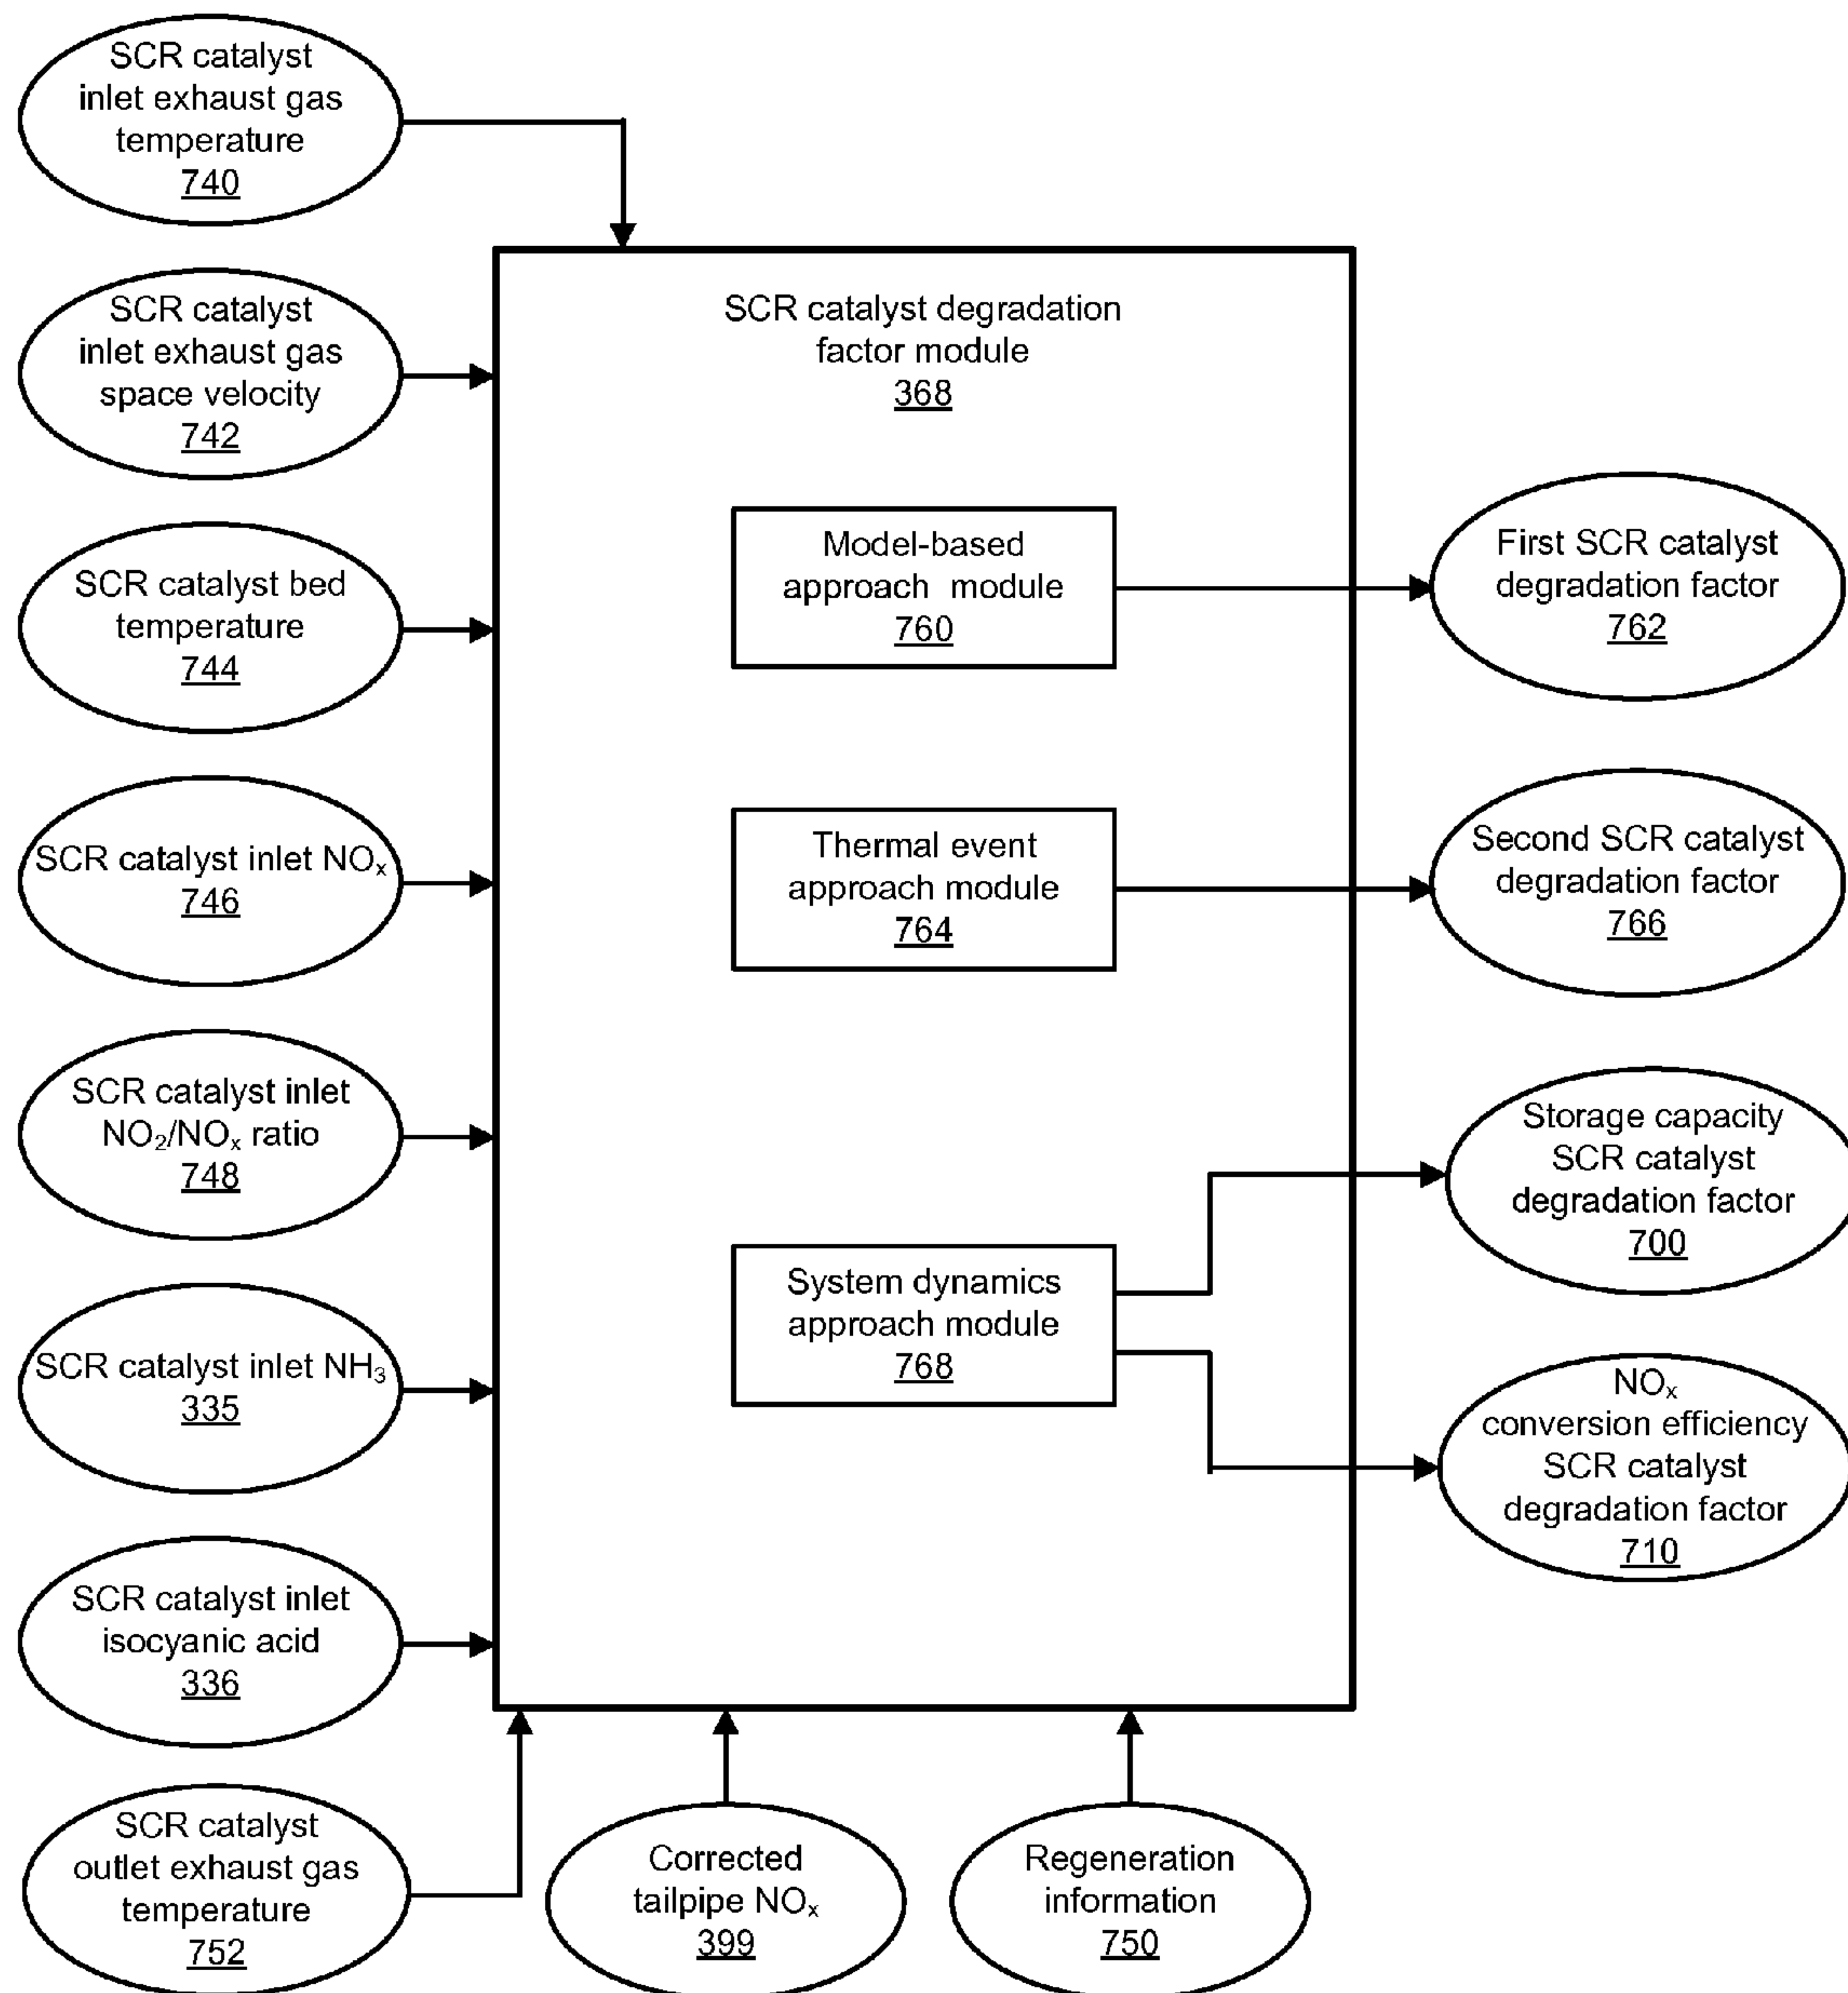 SCR catalyst
inlet exhaust gas
temperature
740
SCR catalyst
inlet exhaust gas
space velocity
742
SCR catalyst bed
temperature
744
SCR catalyst inlet NOₓ
746
SCR catalyst inlet
NO₂/NOₓ ratio
748
SCR catalyst inlet NH₃
335
SCR catalyst inlet
isocyanic acid
336
SCR catalyst
outlet exhaust gas
temperature
752
Corrected
tailpipe NOₓ
399
Regeneration
information
750
SCR catalyst degradation
factor module
368
Model-based
approach module
760
Thermal event
approach module
764
System dynamics
approach module
768
First SCR catalyst
degradation factor
762
Second SCR catalyst
degradation factor
766
Storage capacity
SCR catalyst
degradation factor
700
NOₓ
conversion efficiency
SCR catalyst
degradation factor
710